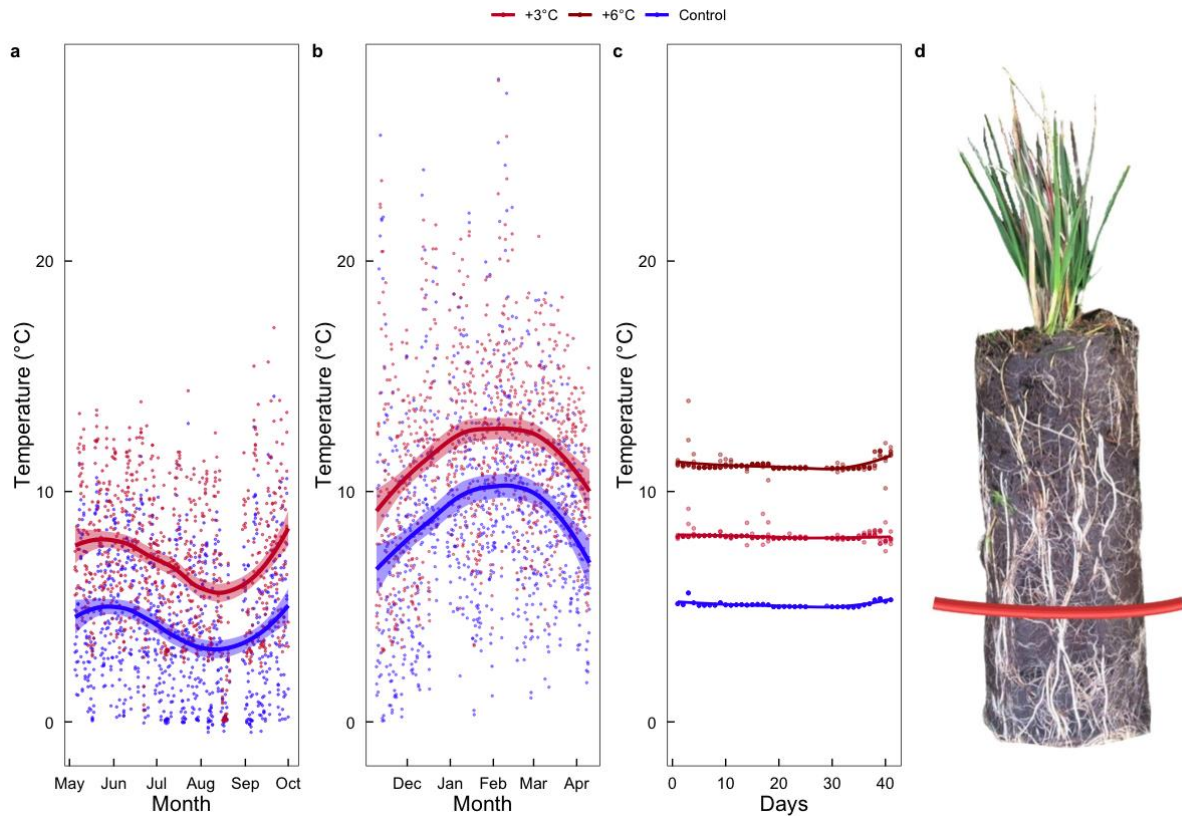 +3°C +6°C Control
a
b
c
d
Temperature (°C)
20
10
0
May Jun Jul Aug Sep Oct
Month
Temperature (°C)
20
10
0
Dec Jan Feb Mar Apr
Month
Temperature (°C)
20
10
0
0 10 20 30 40
Days